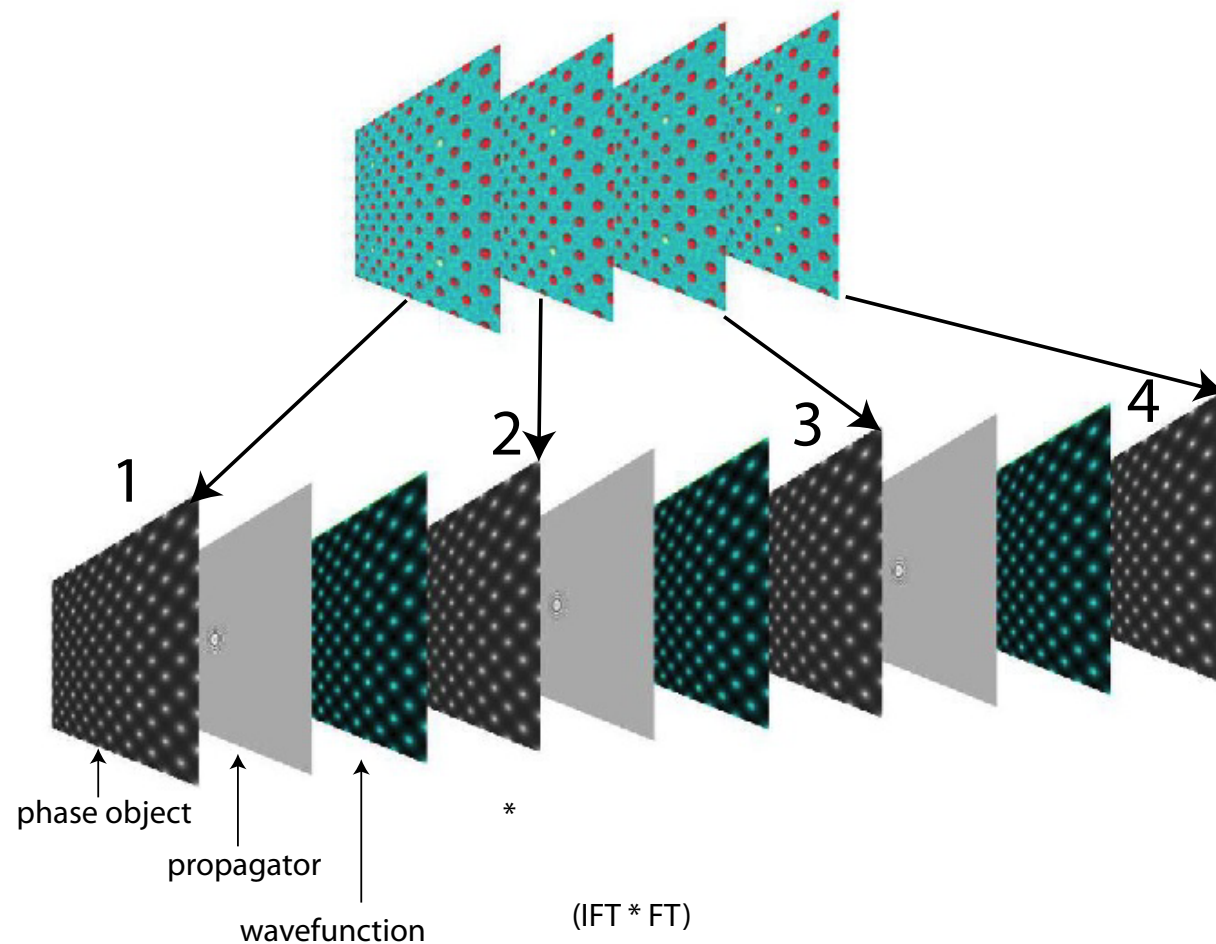 1
2
3
4
phase object
*
propagator
wavefunction
(IFT * FT)